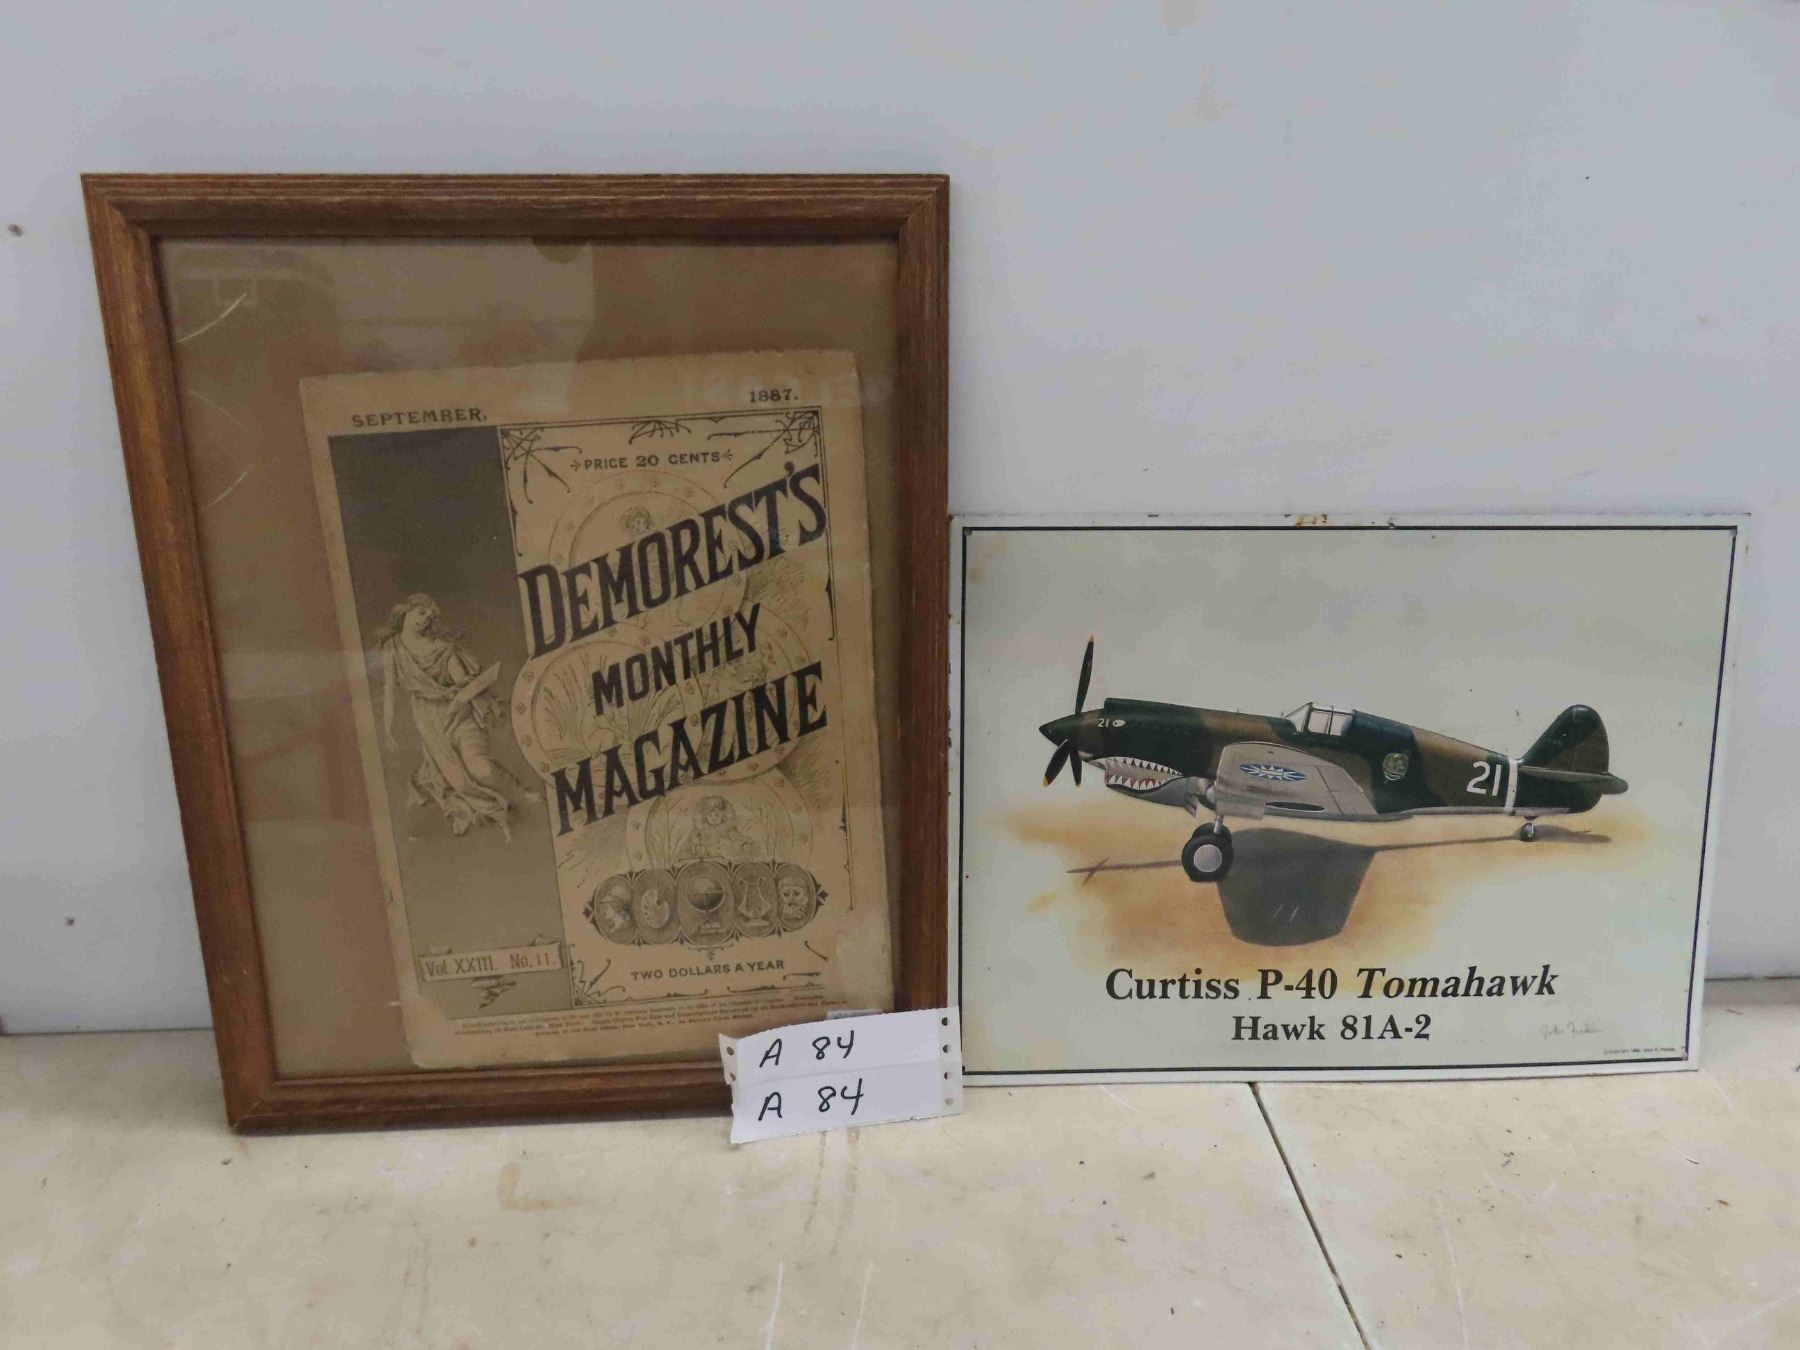 SEPTEMBER. 1887.
PRICE 20 CENTS
DEMOREST'S
MONTHLY
MAGAZINE
Vol. XXIII. No. 11.
TWO DOLLARS A YEAR
A 84
A 84
21
21
Curtiss P-40 Tomahawk
Hawk 81A-2